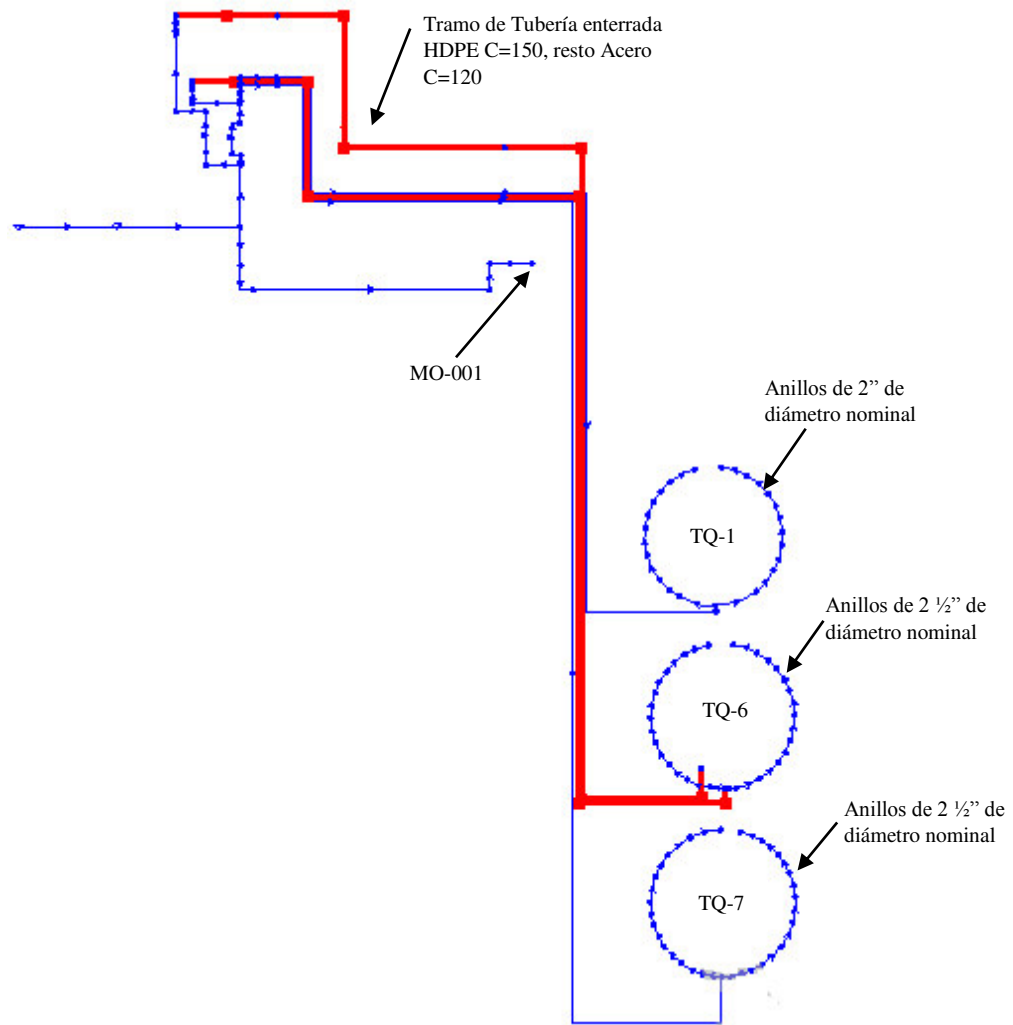 Tramo de Tubería enterrada
HDPE C=150, resto Acero
C=120
MO-001
Anillos de 2” de
diámetro nominal
TQ-1
Anillos de 2 ½” de
diámetro nominal
TQ-6
Anillos de 2 ½” de
diámetro nominal
TQ-7